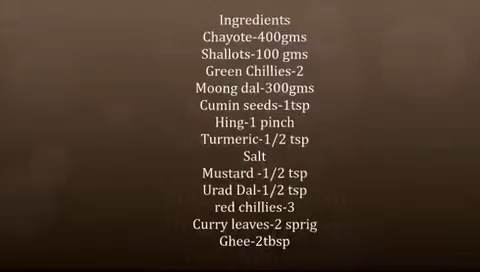 Ingredients
Chayote-400gms
Shallots-100 gms
Green Chillies-2
Moong dal-300gms
Cumin seeds-1tsp
Hing-1 pinch
Turmeric-1/2 tsp
Salt
Mustard -1/2 tsp
Urad Dal-1/2 tsp
red chillies-3
Curry leaves-2 sprig
Ghee-2tbsp